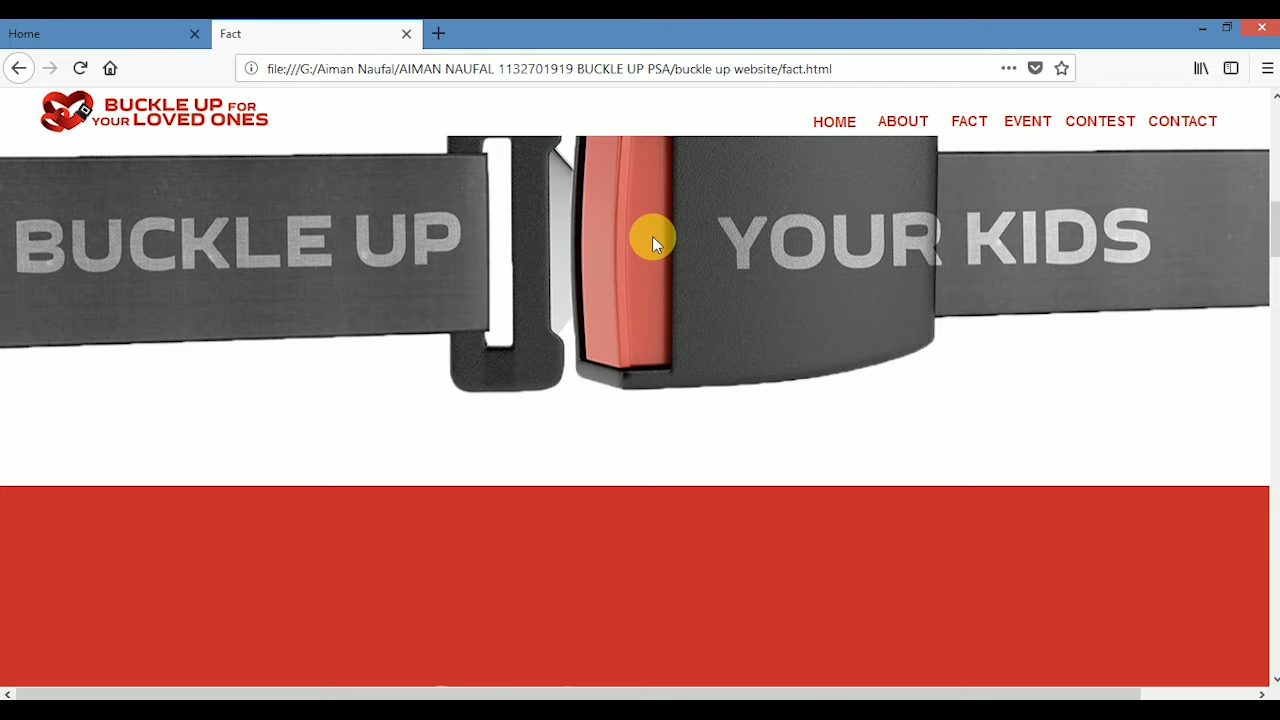 Home
Fact
file:///G:/Aiman Naufal/AIMAN NAUFAL 1132701919 BUCKLE UP PSA/buckle up website/fact.html
BUCKLE UP FOR
YOUR LOVED ONES
HOME ABOUT FACT EVENT CONTEST CONTACT
BUCKLE UP YOUR KIDS